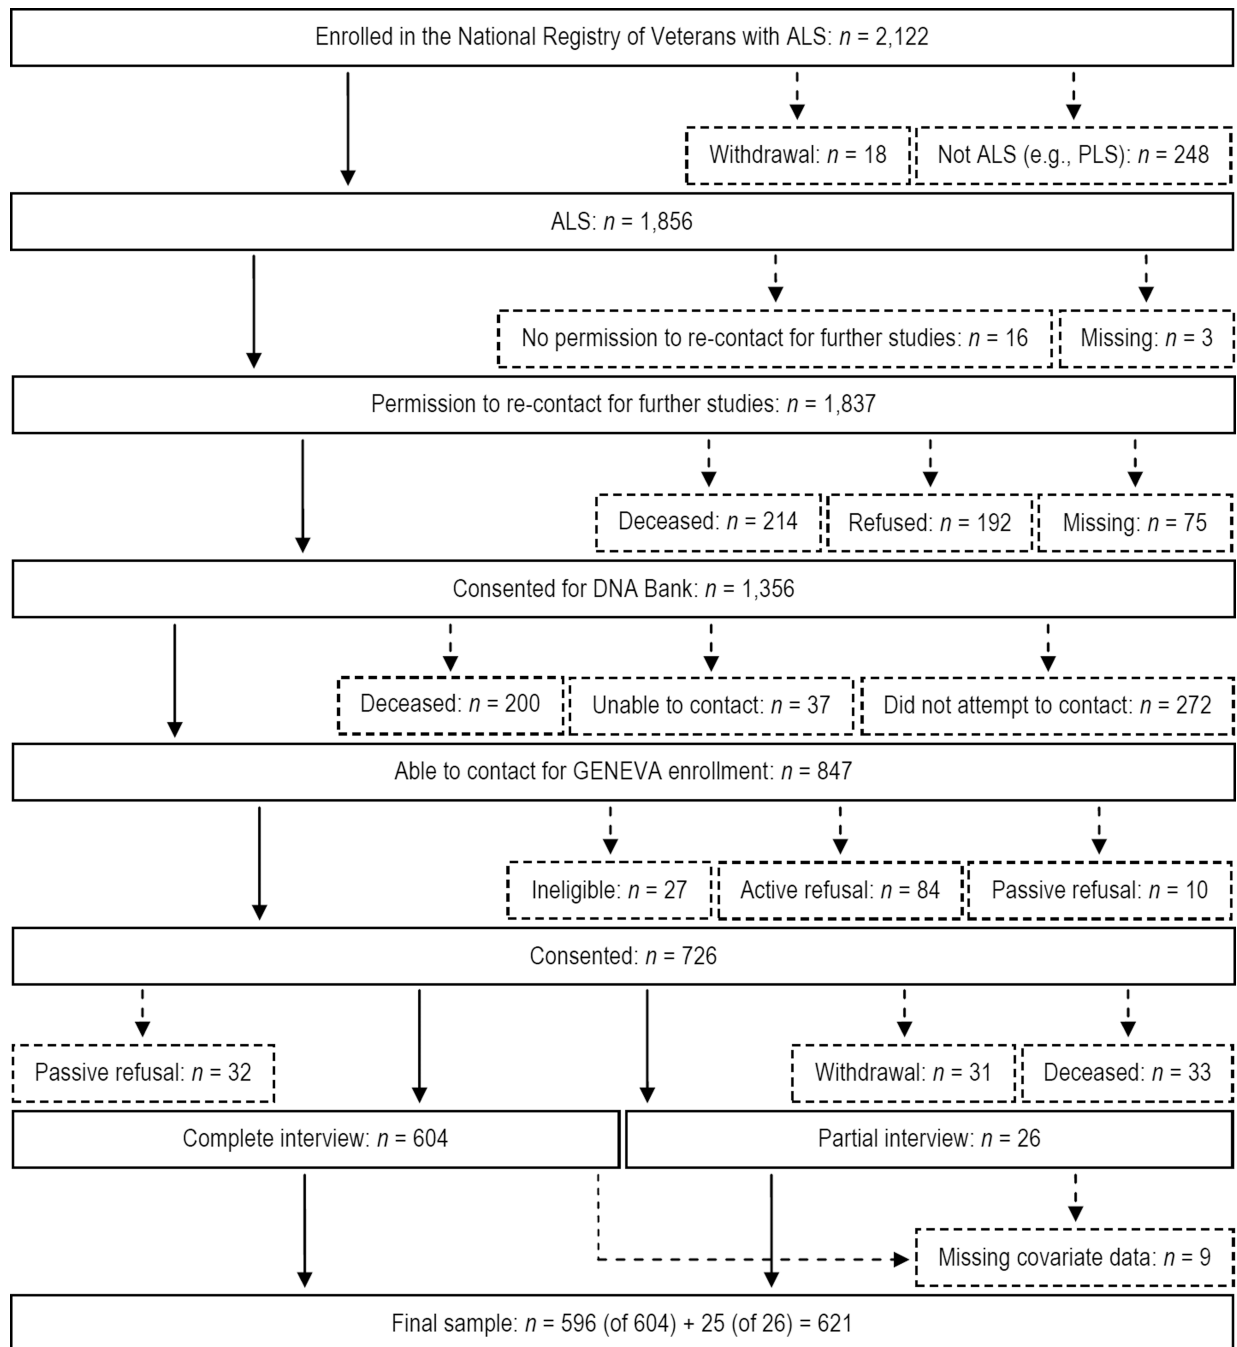 Enrolled in the National Registry of Veterans with ALS: n = 2,122
Withdrawal: n = 18
Not ALS (e.g., PLS): n = 248
ALS: n = 1,856
No permission to re-contact for further studies: n = 16
Missing: n = 3
Permission to re-contact for further studies: n = 1,837
Deceased: n = 214
Refused: n = 192
Missing: n = 75
Consented for DNA Bank: n = 1,356
Deceased: n = 200
Unable to contact: n = 37
Did not attempt to contact: n = 272
Able to contact for GENEVA enrollment: n = 847
Ineligible: n = 27
Active refusal: n = 84
Passive refusal: n = 10
Consented: n = 726
Passive refusal: n = 32
Withdrawal: n = 31
Deceased: n = 33
Complete interview: n = 604
Partial interview: n = 26
Missing covariate data: n = 9
Final sample: n = 596 (of 604) + 25 (of 26) = 621